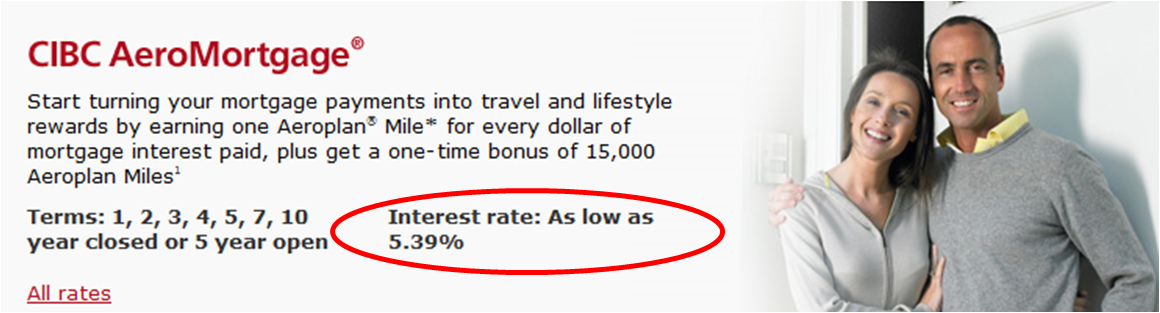 CIBC AeroMortgage®
Start turning your mortgage payments into travel and lifestyle
rewards by earning one Aeroplan® Mile* for every dollar of
mortgage interest paid, plus get a one-time bonus of 15,000
Aeroplan Miles¹
Terms: 1, 2, 3, 4, 5, 7, 10
year closed or 5 year open
Interest rate: As low as
5.39%
All rates